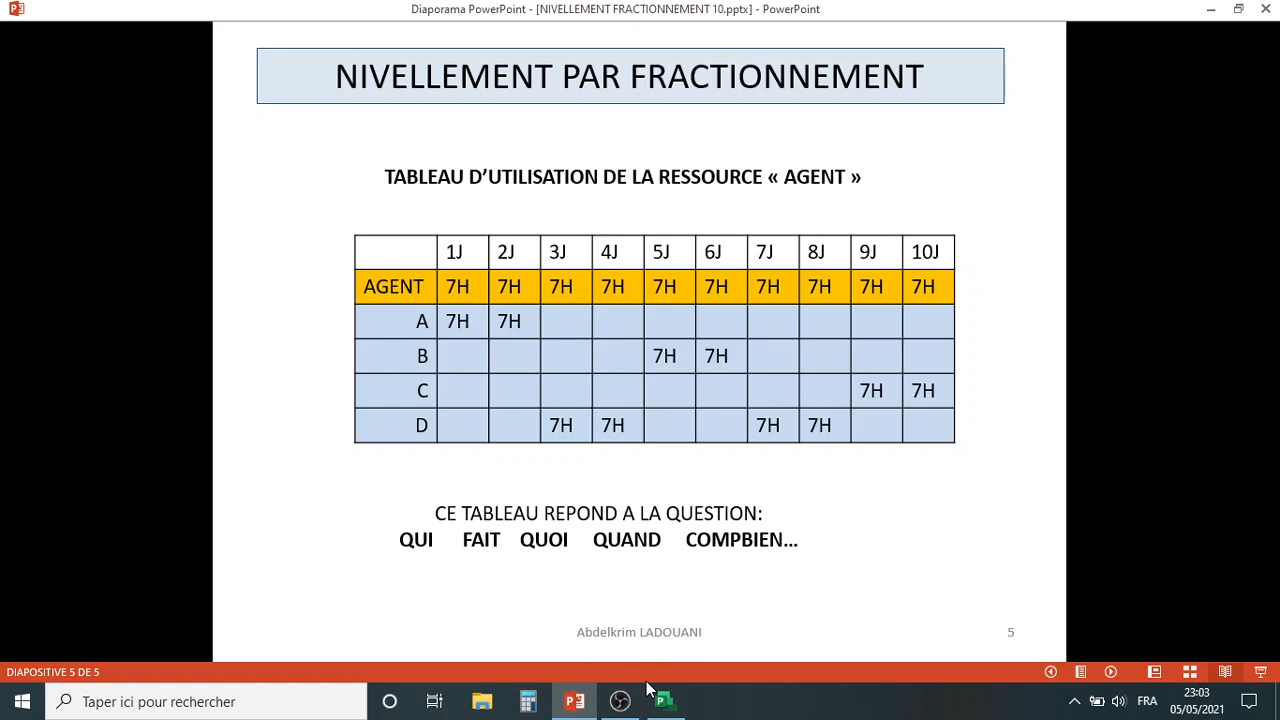 Diaporama PowerPoint - [NIVELLEMENT FRACTIONNEMENT 10.pptx] - PowerPoint
NIVELLEMENT PAR FRACTIONNEMENT
TABLEAU D’UTILISATION DE LA RESSOURCE « AGENT »
1J 2J 3J 4J 5J 6J 7J 8J 9J 10J
AGENT 7H 7H 7H 7H 7H 7H 7H 7H 7H 7H
A 7H 7H
B 7H 7H
C 7H 7H
D 7H 7H 7H 7H
CE TABLEAU REPOND A LA QUESTION:
QUI FAIT QUOI QUAND COMPBIEN...
Abdelkrim LADOUANI 5
DIAPOSITIVE 5 DE 5
Taper ici pour rechercher
FRA
23:03
05/05/2021